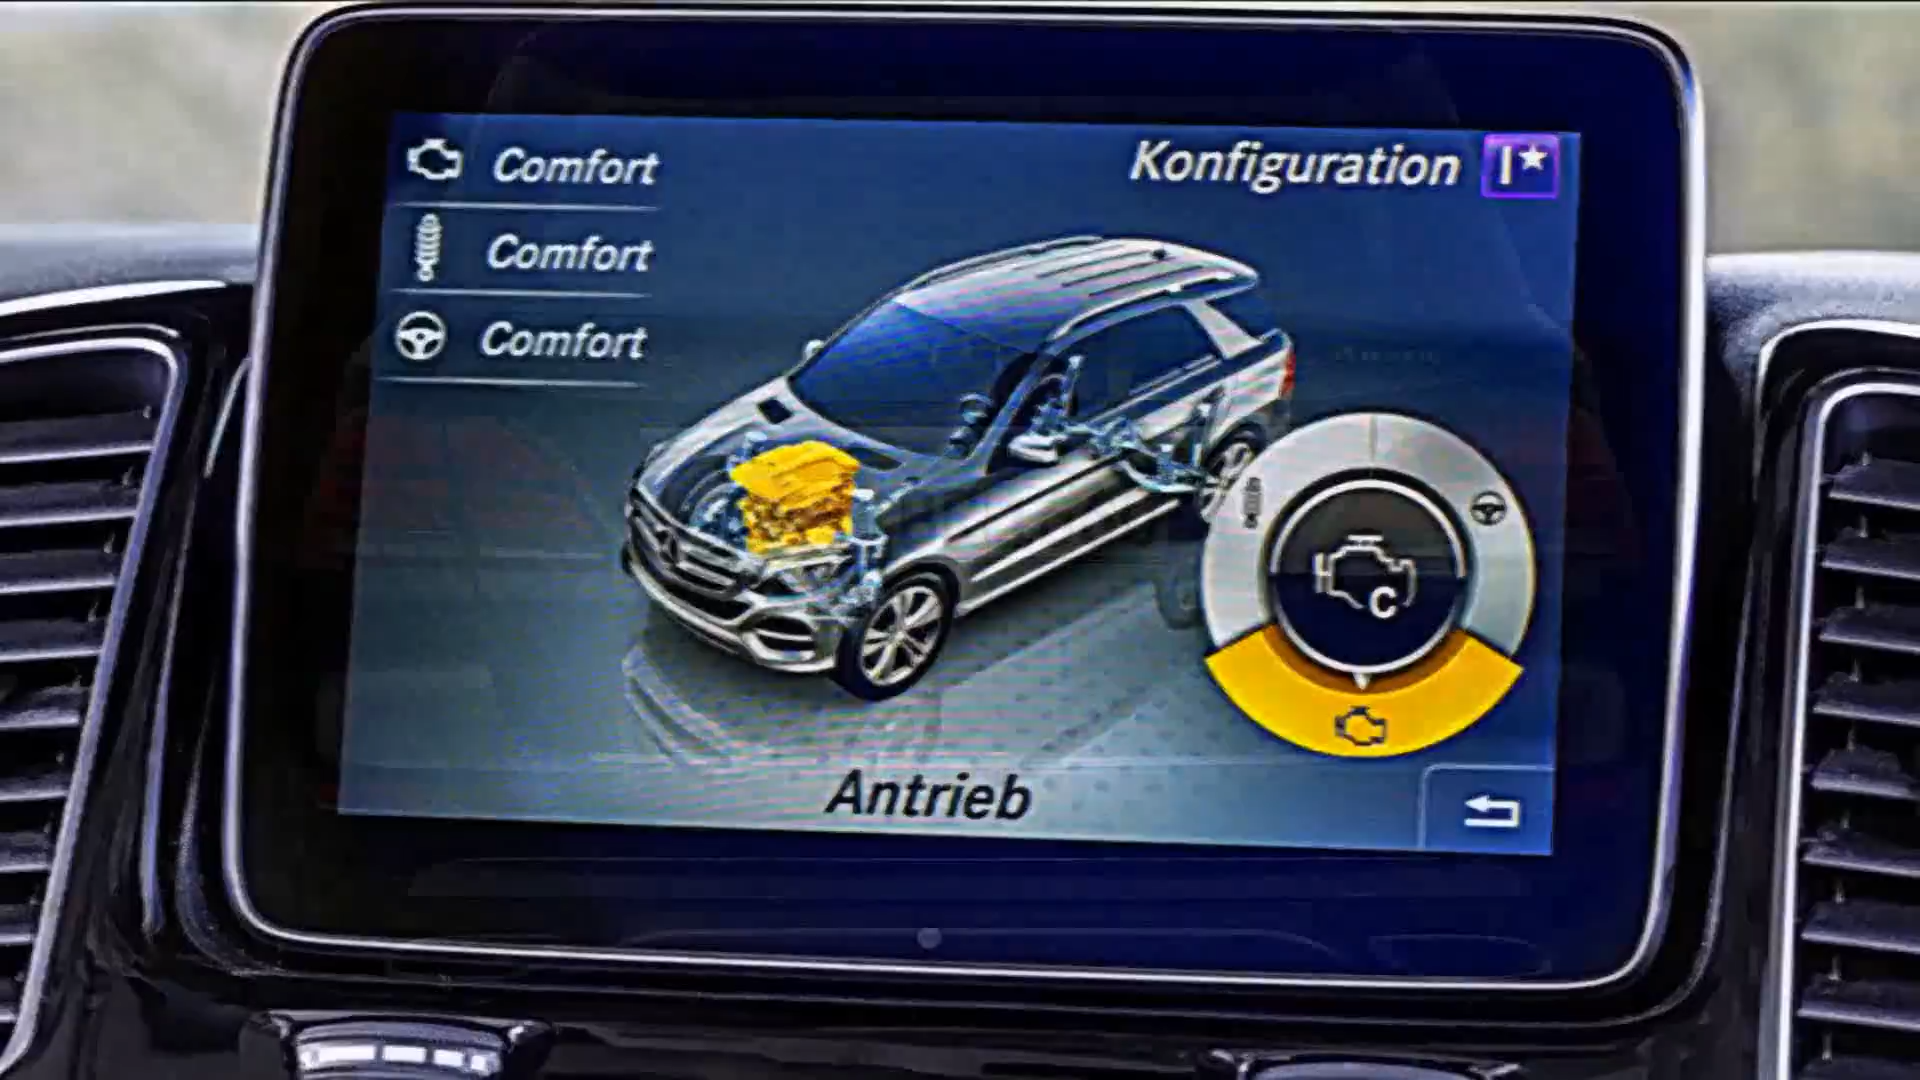 Comfort
Konfiguration
I★
Comfort
Comfort
C
Antrieb